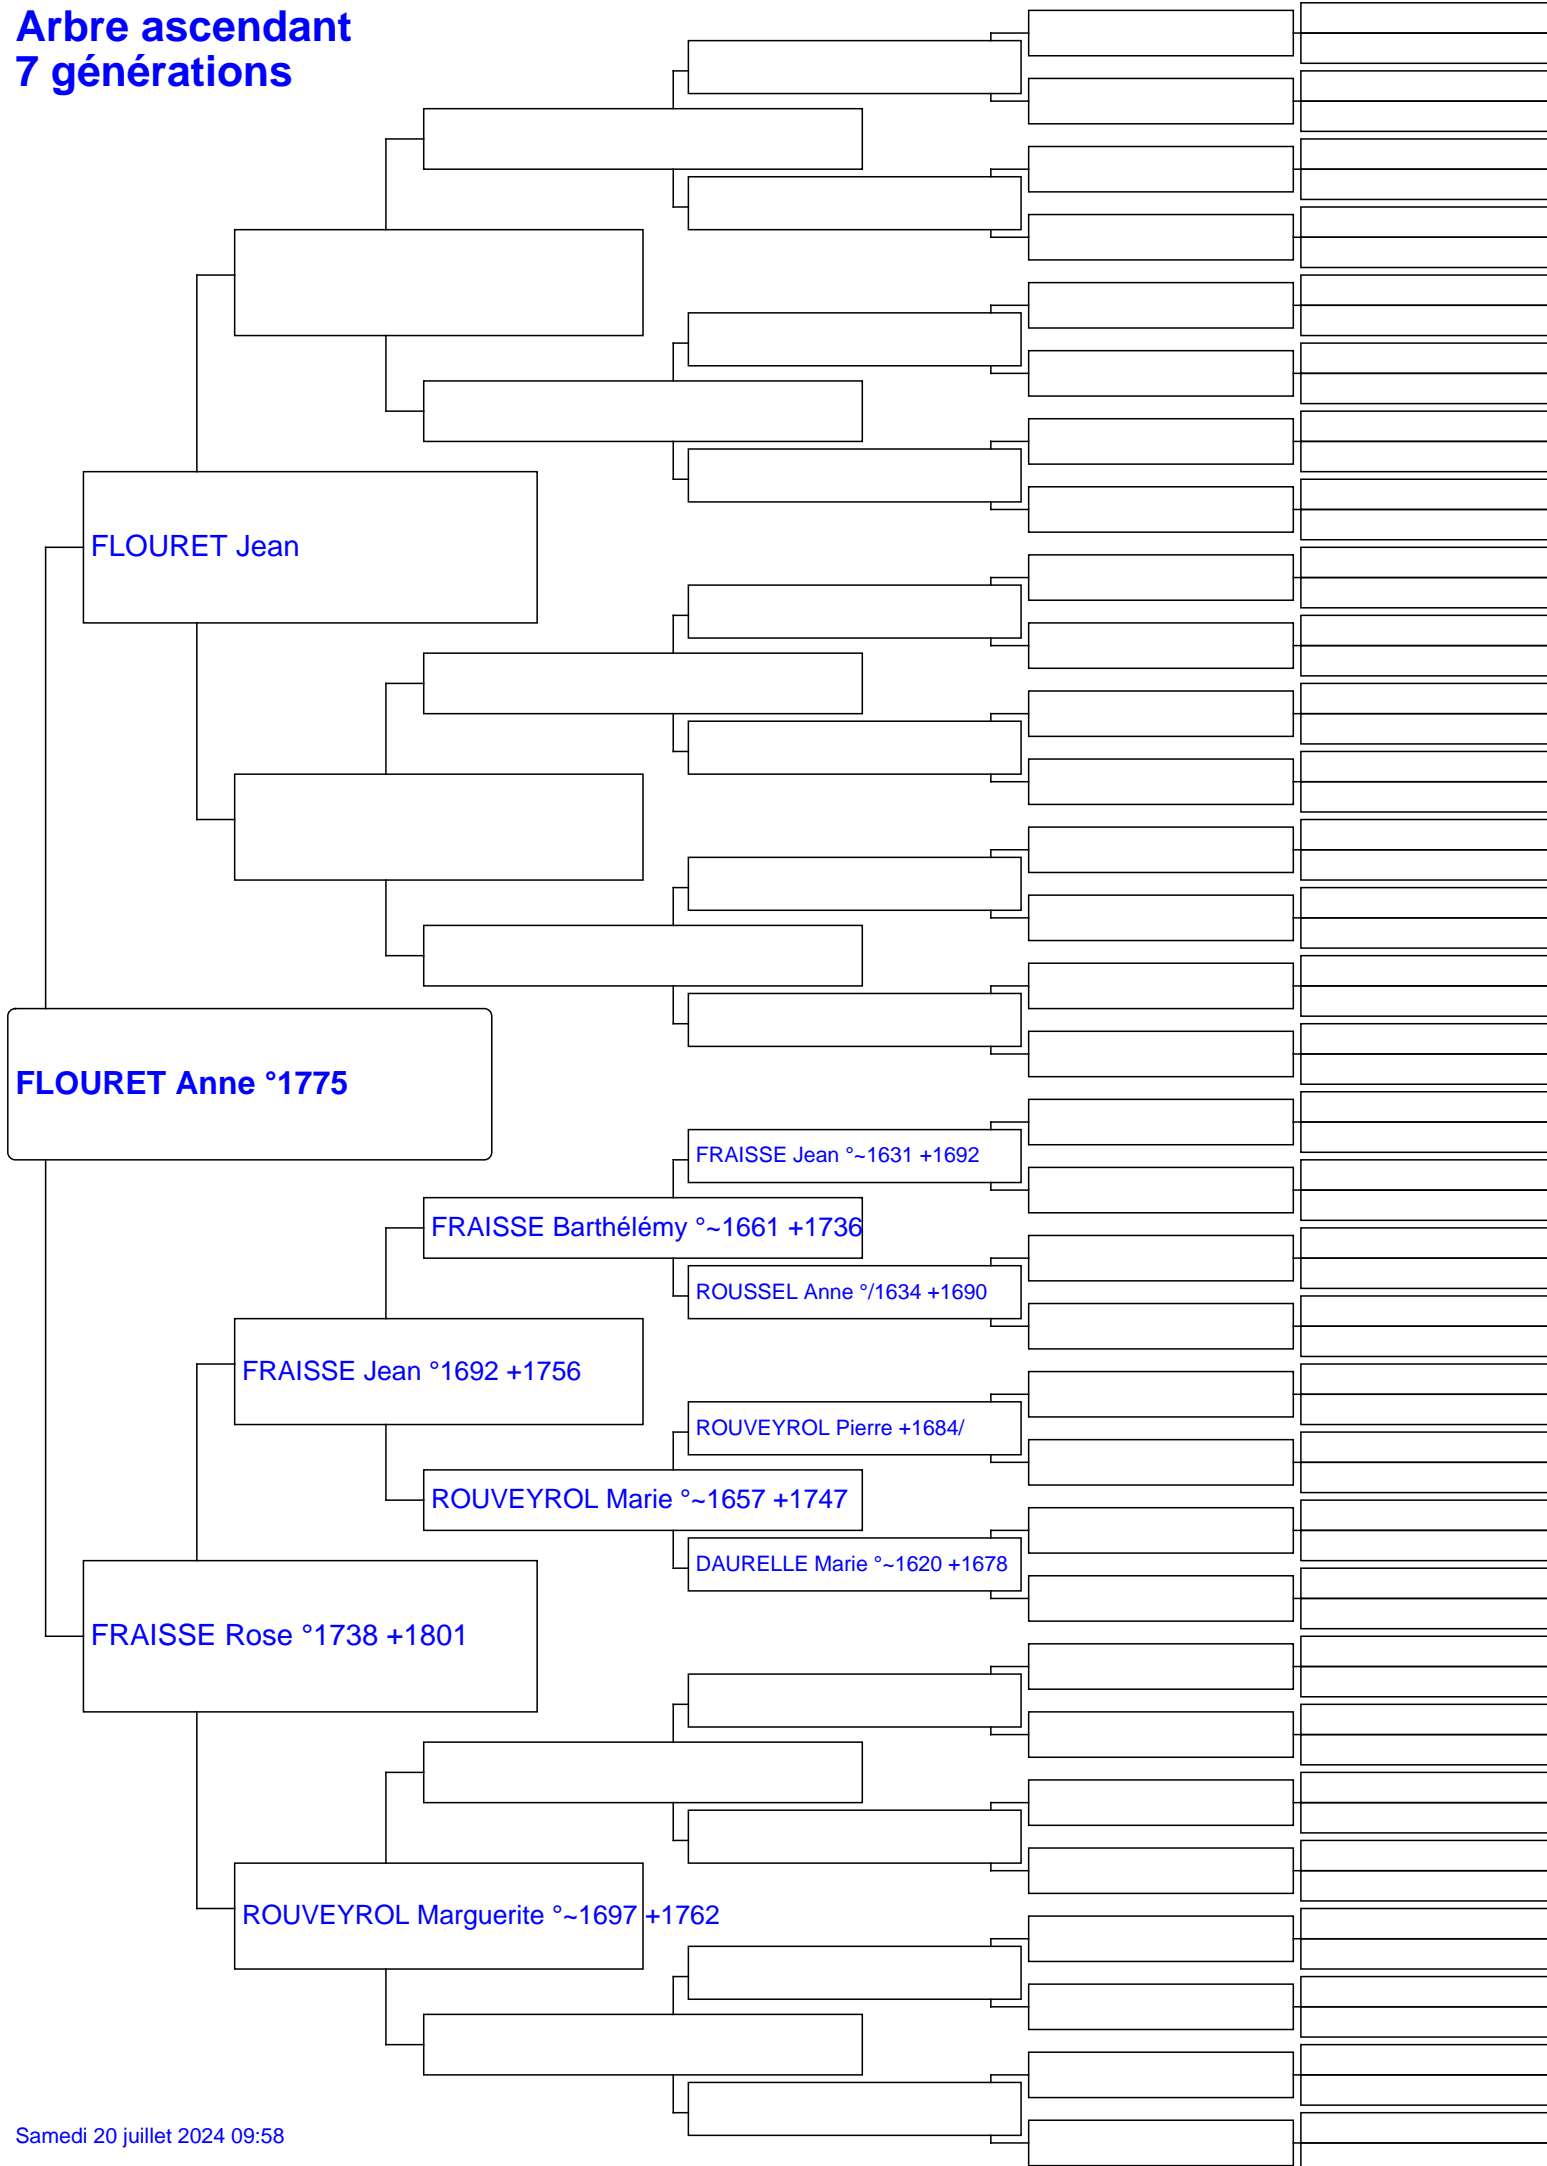 Arbre ascendant
7 générations
FLOURET Jean
FLOURET Anne °1775
FRAISSE Jean °~1631 +1692
FRAISSE Barthélémy °~1661 +1736
ROUSSEL Anne °/1634 +1690
FRAISSE Jean °1692 +1756
ROUVEYROL Pierre +1684/
ROUVEYROL Marie °~1657 +1747
DAURELLE Marie °~1620 +1678
FRAISSE Rose °1738 +1801
ROUVEYROL Marguerite °~1697 +1762
Samedi 20 juillet 2024 09:58